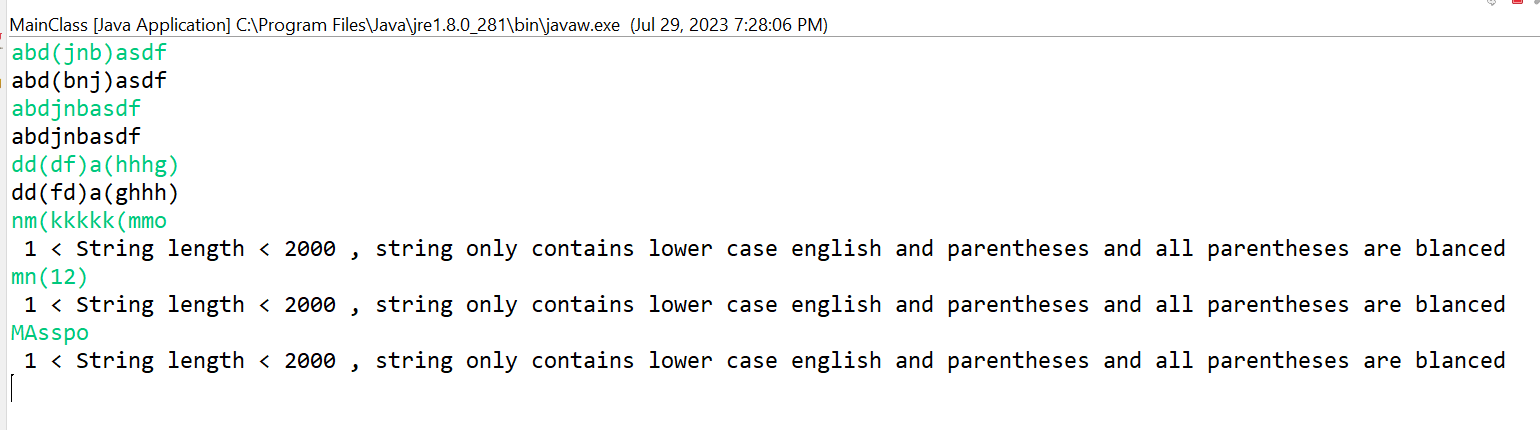 MainClass [Java Application] C:\Program Files\Java\jre1.8.0_281\bin\javaw.exe (Jul 29, 2023 7:28:06 PM)
abd(jnb)asdf
abd(bnj)asdf
abdjnbasdf
abdjnbasdf
dd(df)a(hhhg)
dd(fd)a(ghhh)
nm(kkkkk(mmo
 1 < String length < 2000 , string only contains lower case english and parentheses and all parentheses are blanced
mn(12)
 1 < String length < 2000 , string only contains lower case english and parentheses and all parentheses are blanced
MAsspo
 1 < String length < 2000 , string only contains lower case english and parentheses and all parentheses are blanced